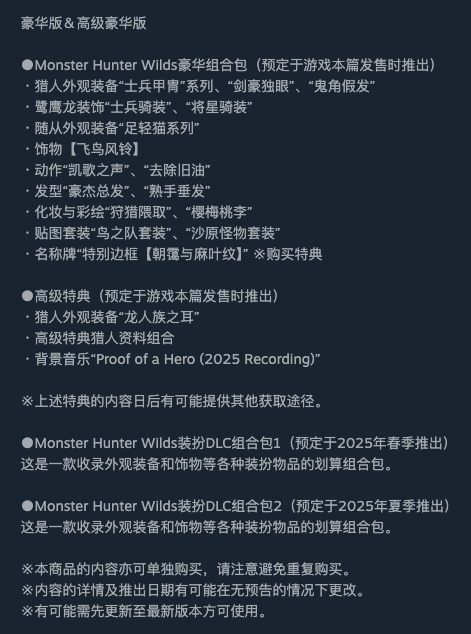 豪华版＆高级豪华版
●Monster Hunter Wilds豪华组合包（预定于游戏本篇发售时推出）
・猎人外观装备“士兵甲胄”系列、“剑豪独眼”、“鬼角假发”
・鹭鹰龙装饰“士兵骑装”、“将星骑装”
・随从外观装备“足轻猫系列”
・饰物【飞鸟风铃】
・动作“凯歌之声”、“去除旧油”
・发型“豪杰总发”、“熟手垂发”
・化妆与彩绘“狩猎隈取”、“樱梅桃李”
・贴图套装“鸟之队套装”、“沙原怪物套装”
・名称牌“特别边框【朝霭与麻叶纹】” ※购买特典
●高级特典（预定于游戏本篇发售时推出）
・猎人外观装备“龙人族之耳”
・高级特典猎人资料组合
・背景音乐“Proof of a Hero (2025 Recording)”
※上述特典的内容日后有可能提供其他获取途径。
●Monster Hunter Wilds装扮DLC组合包1（预定于2025年春季推出）
这是一款收录外观装备和饰物等各种装扮物品的划算组合包。
●Monster Hunter Wilds装扮DLC组合包2（预定于2025年夏季推出）
这是一款收录外观装备和饰物等各种装扮物品的划算组合包。
※本商品的内容亦可单独购买，请注意避免重复购买。
※内容的详情及推出日期有可能在无预告的情况下更改。
※有可能需先更新至最新版本方可使用。